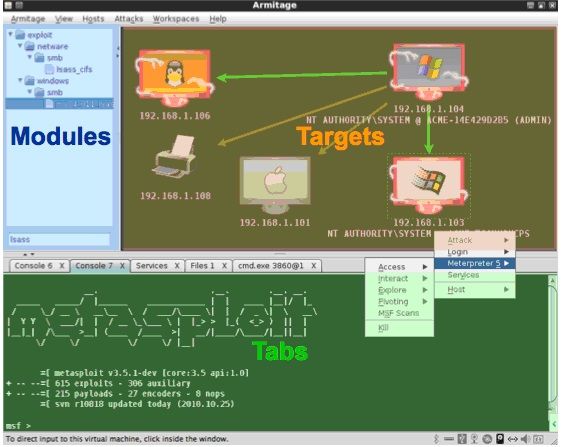 Armitage
Armitage View Hosts Attacks Workspaces Help
exploit
netware
smb
lsass_cifs
windows
smb
Modules
lsass
192.168.1.106
192.168.1.104
NT AUTHORITY\SYSTEM @ ACME-14E429D2B5 (ADMIN)
Targets
192.168.1.108
192.168.1.101
192.168.1.103
NT AUTHORITY\SYSTEM
Attack
Login
Meterpreter 5
Services
Host
Access
Interact
Explore
Pivoting
MSF Scans
Kill
Console 6 X Console 7 X Services X Files 1 X cmd.exe 3860@1 X
metasploit
Tabs
=[ metasploit v3.5.1-dev [core:3.5 api:1.0]
+ -- --=[ 615 exploits - 306 auxiliary
+ -- --=[ 215 payloads - 27 encoders - 8 nops
=[ svn r10818 updated today (2010.10.25)
msf >
To direct input to this virtual machine, click inside the window.